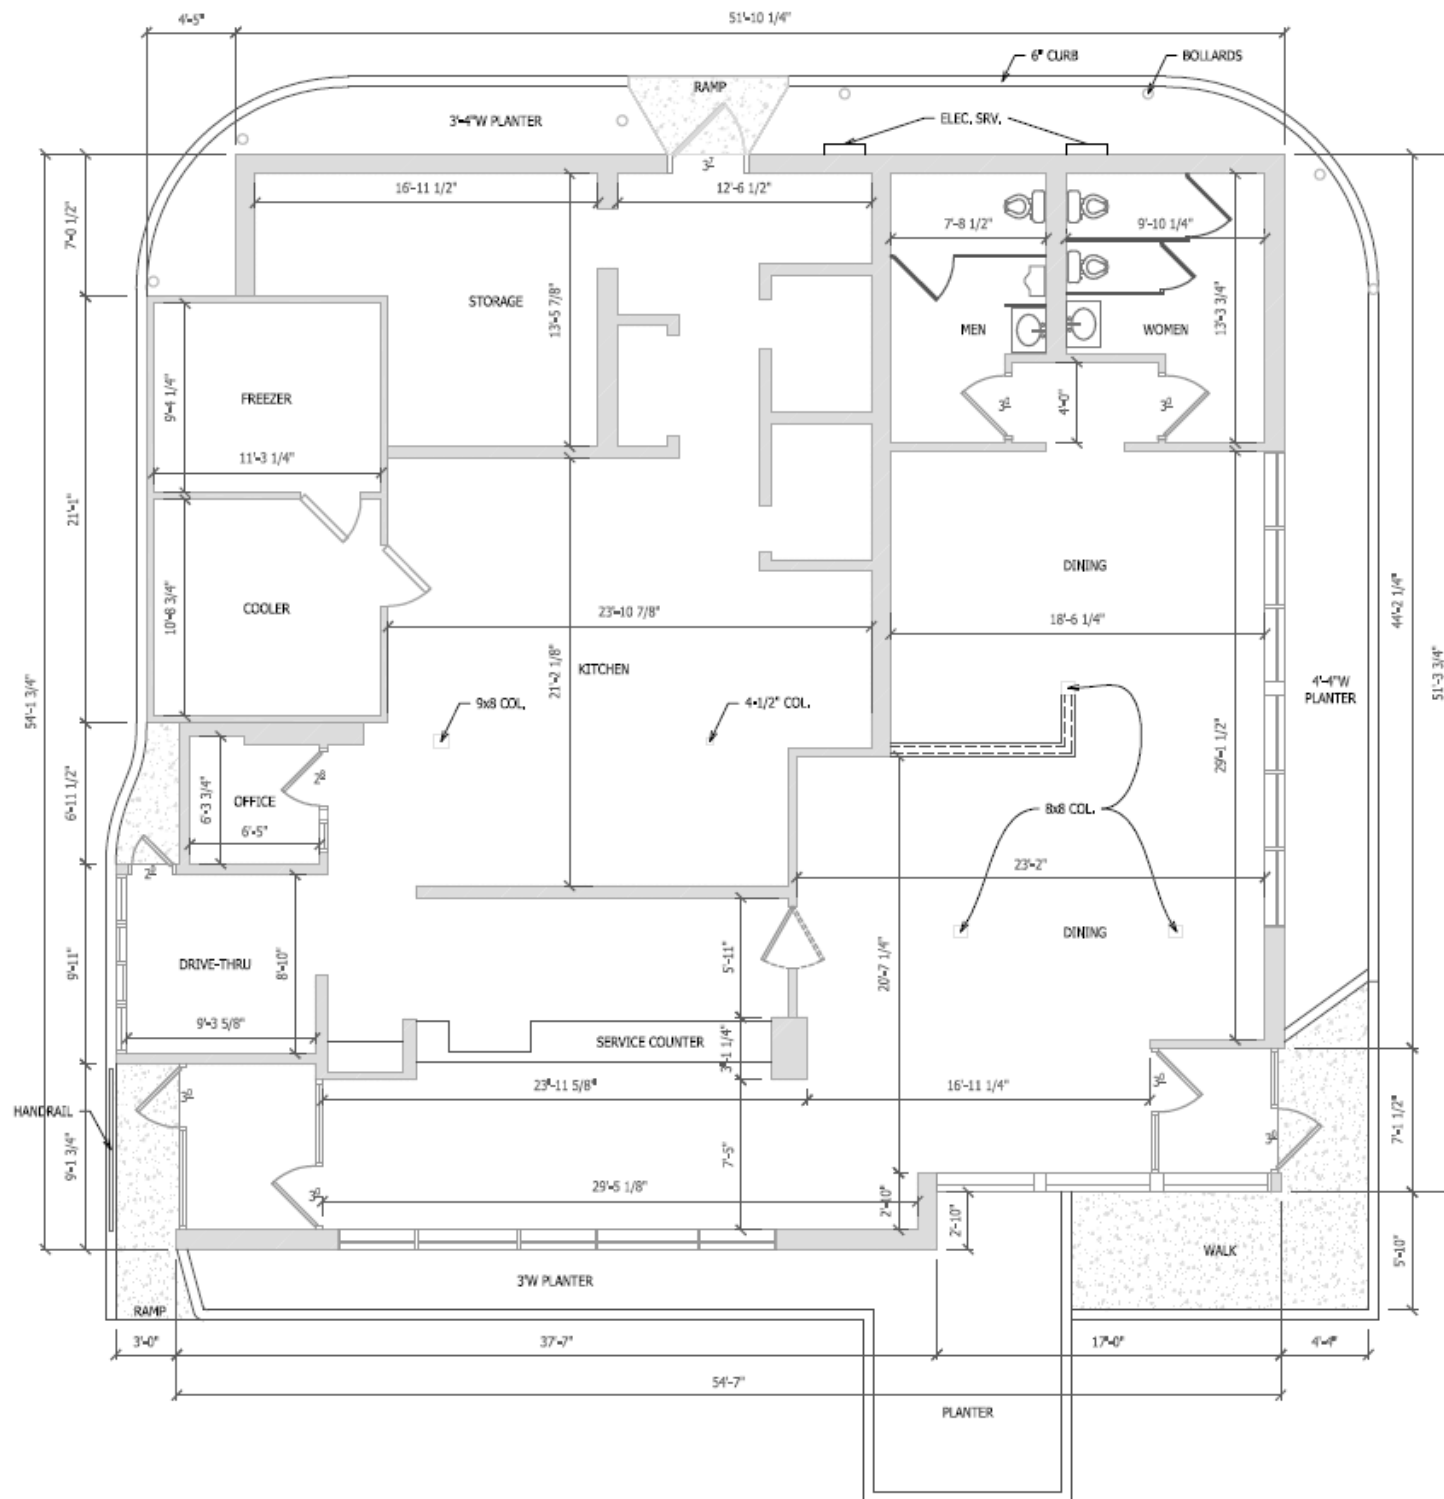 4'-5"
51'-10 1/4"
6" CURB
BOLLARDS
RAMP
3'-4"W PLANTER
ELEC. SRV.
16'-11 1/2"
12'-6 1/2"
7'-8 1/2"
9'-10 1/4"
7'-0 1/2"
STORAGE
13'-5 7/8"
MEN
WOMEN
13'-3 3/4"
FREEZER
9'-4 1/4"
4'-0"
11'-3 1/4"
21'-1"
DINING
COOLER
10'-8 3/4"
23'-10 7/8"
18'-6 1/4"
44'-2 1/4"
KITCHEN
21'-2 1/8"
54'-1 3/4"
51'-3 3/4"
4'-4"W
PLANTER
9x8 COL.
4-1/2" COL.
29'-1 1/2"
OFFICE
6'-3 3/4"
6'-5"
6'-11 1/2"
8x8 COL.
23'-2"
DINING
20'-7 1/4"
5'-11"
DRIVE-THRU
8'-10"
9'-11"
9'-3 5/8"
SERVICE COUNTER
3'-1 1/4"
23'-11 5/8"
16'-11 1/4"
HANDRAIL
9'-1 3/4"
7'-5"
7'-1 1/2"
29'-5 1/8"
2'-10"
2'-10"
WALK
5'-10"
3'W PLANTER
RAMP
3'-0"
37'-7"
17'-0"
4'-4"
54'-7"
PLANTER